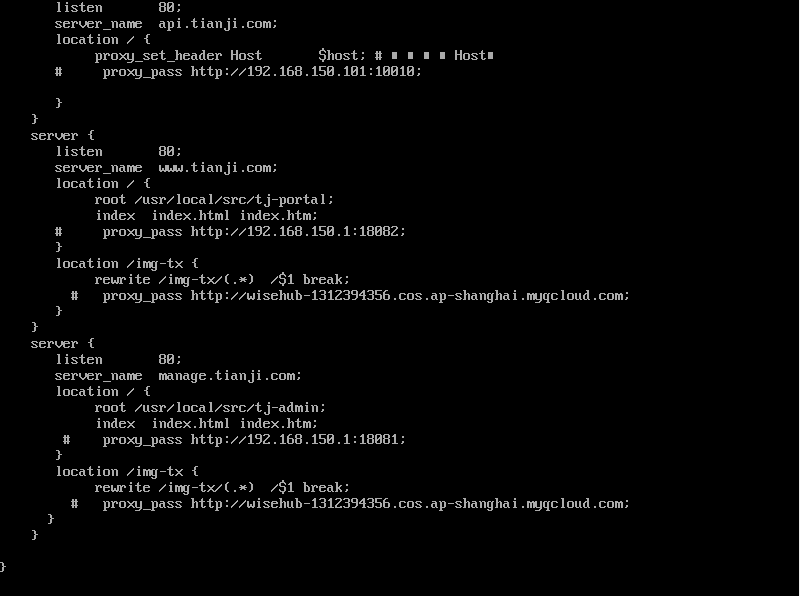 listen       80;
server_name  api.tianji.com;
location / {
proxy_set_header Host       $host; # Host
#     proxy_pass http://192.168.150.101:10010;
}
}
server {
listen       80;
server_name  www.tianji.com;
location / {
root /usr/local/src/tj-portal;
index  index.html index.htm;
#     proxy_pass http://192.168.150.1:18082;
}
location /img-tx {
rewrite /img-tx/(.*)  /$1 break;
#   proxy_pass http://wisehub-1312394356.cos.ap-shanghai.myqcloud.com;
}
}
server {
listen       80;
server_name  manage.tianji.com;
location / {
root /usr/local/src/tj-admin;
index  index.html index.htm;
#    proxy_pass http://192.168.150.1:18081;
}
location /img-tx {
rewrite /img-tx/(.*)  /$1 break;
#   proxy_pass http://wisehub-1312394356.cos.ap-shanghai.myqcloud.com;
}
}
}